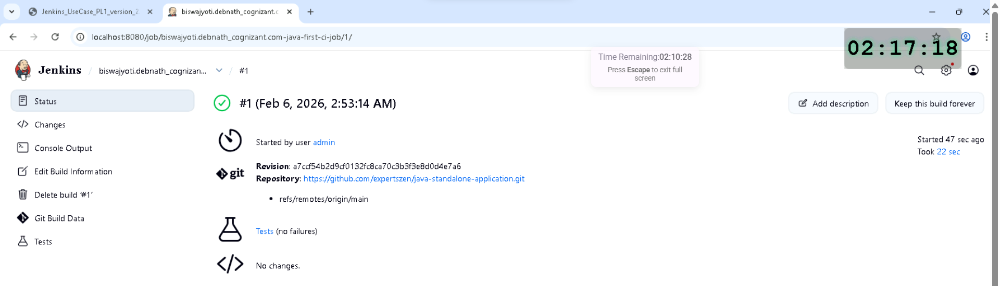 Jenkins_UseCase_PL1_version_2
biswajyoti.debnath_cognizant.c
localhost:8080/job/biswajyoti.debnath_cognizant.com-java-first-ci-job/1/
02:17:18
Time Remaining:02:10:28
Press Escape to exit full
screen
Jenkins / biswajyoti.debnath_cognizan... / #1
Status
Changes
Console Output
Edit Build Information
Delete build '#1'
Git Build Data
Tests
#1 (Feb 6, 2026, 2:53:14 AM)
Add description
Keep this build forever
Started by user admin
Started 47 sec ago
Took 22 sec
git
Revision: a7ccf54b2d9cf0132fc8ca70c3b3f3e8d0d4e7a6
Repository: https://github.com/expertszen/java-standalone-application.git
• refs/remotes/origin/main
Tests (no failures)
No changes.